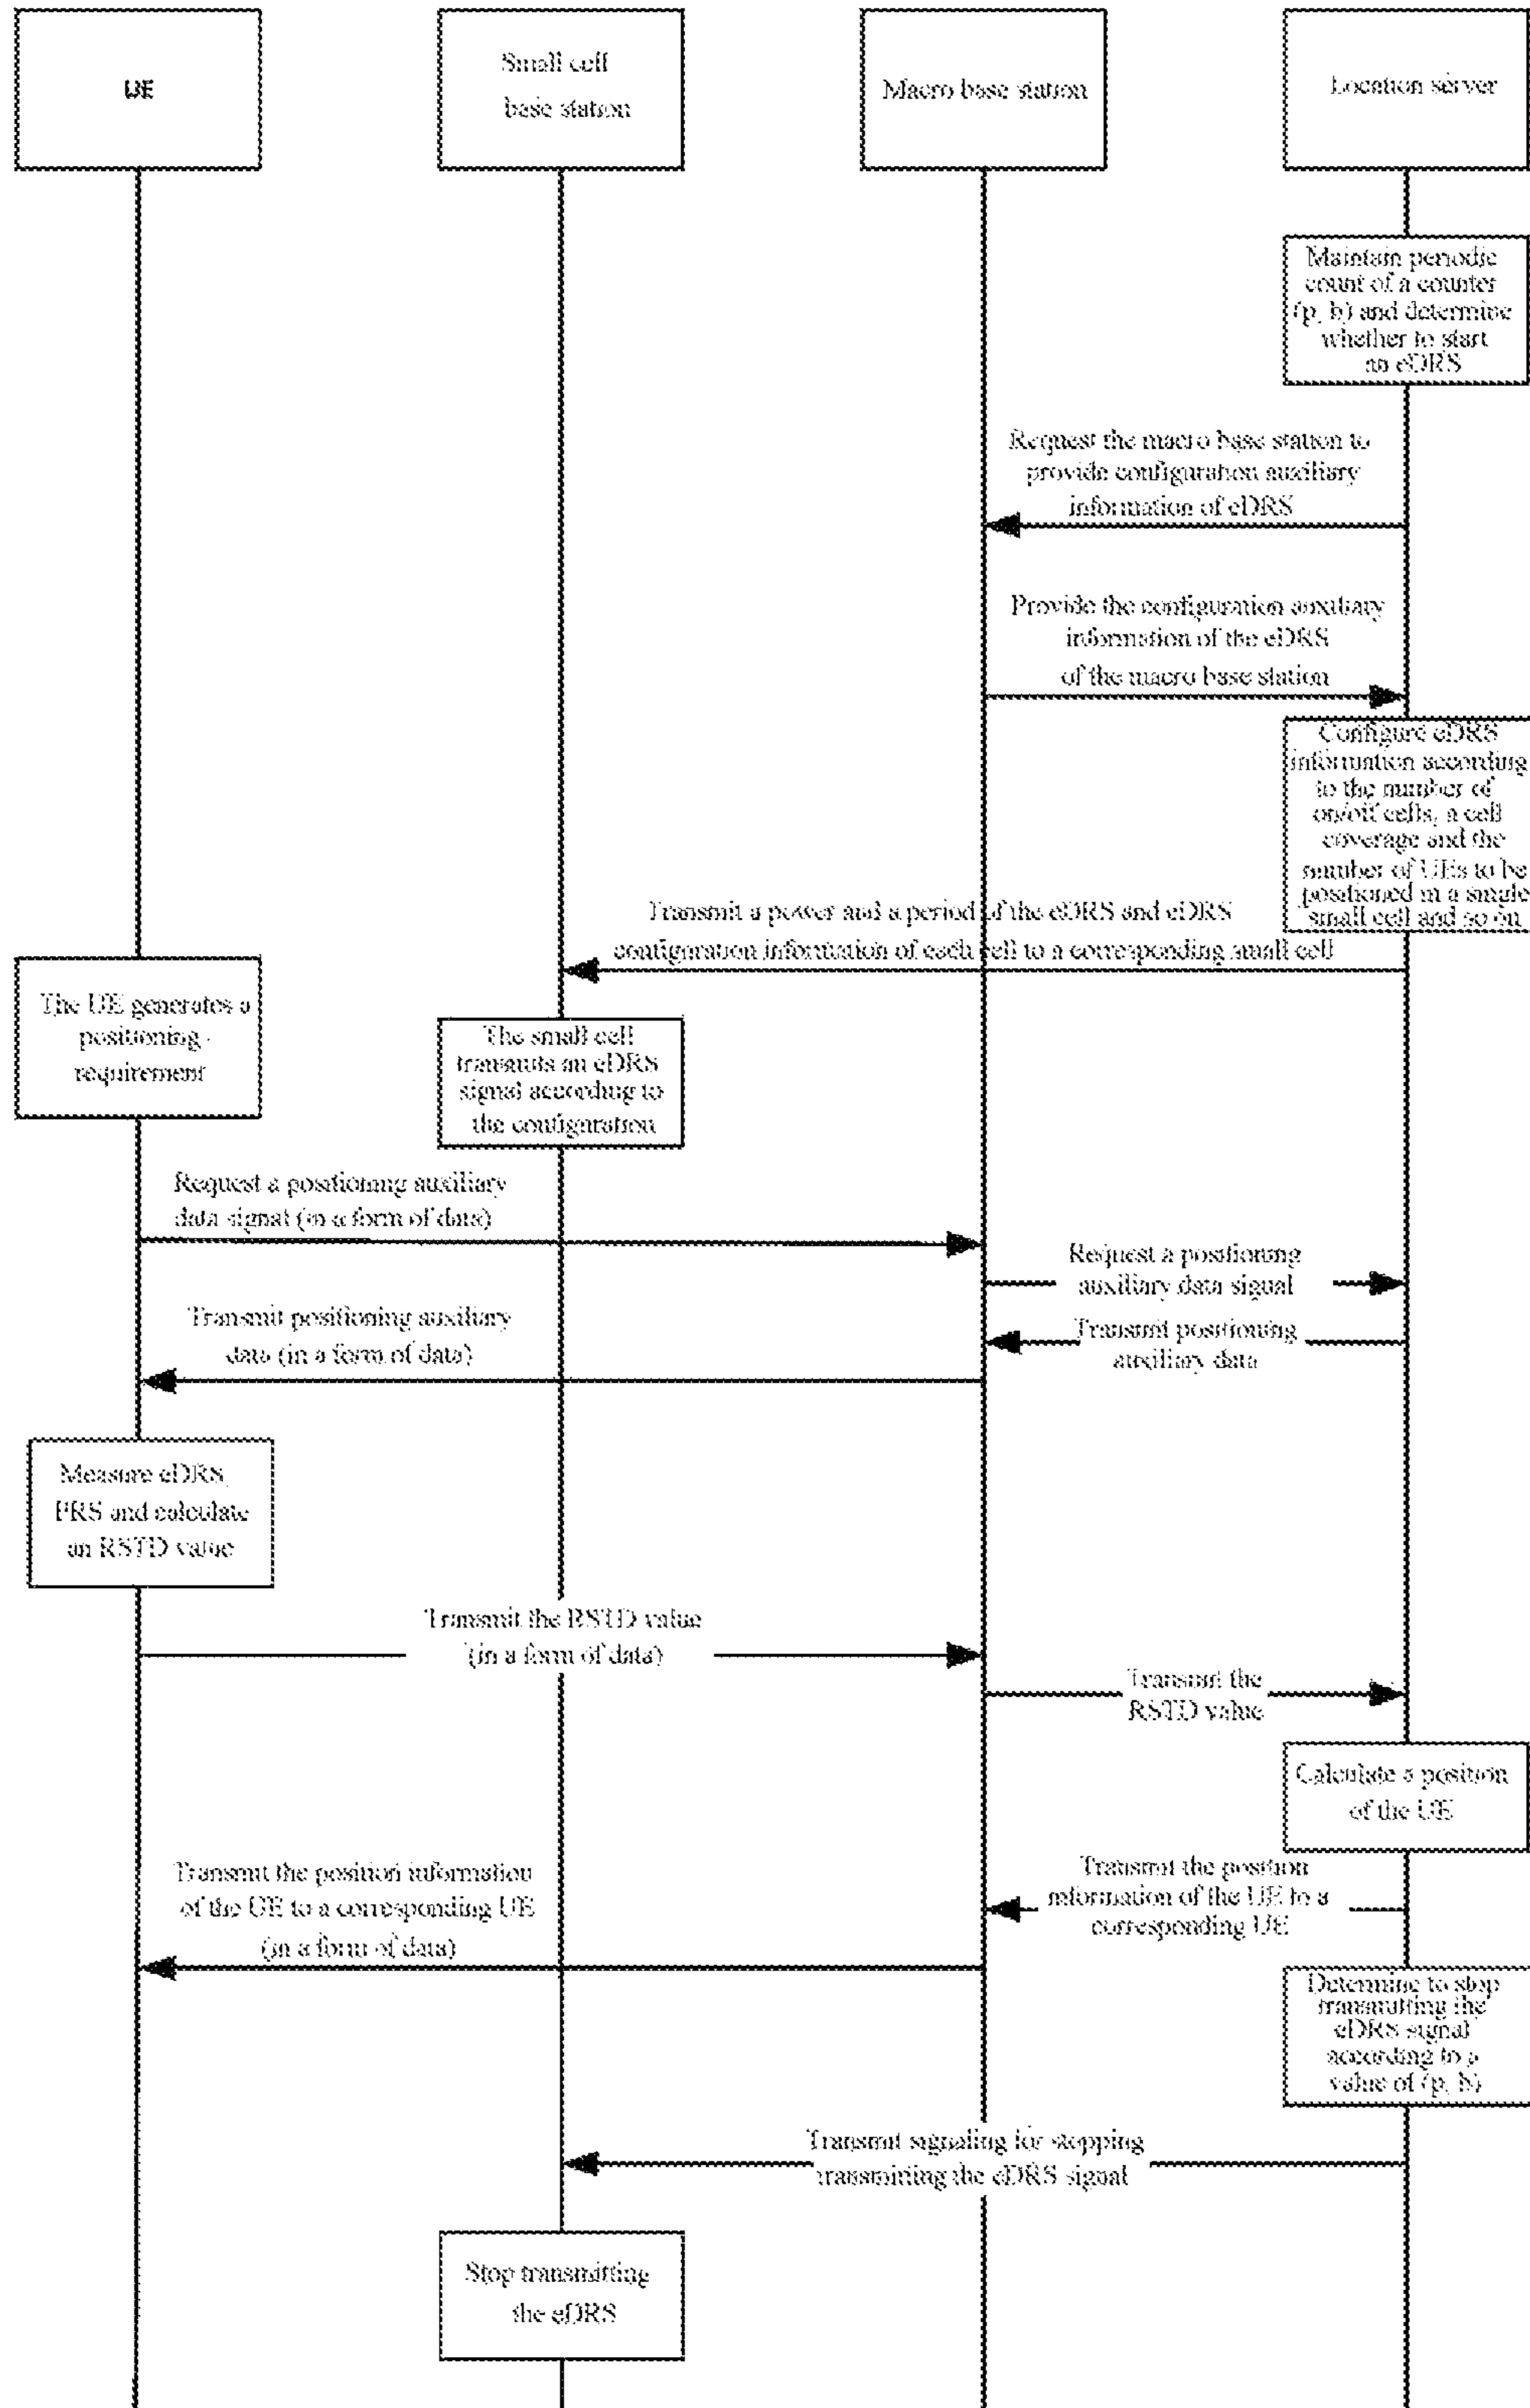 UE
Small cell
base station
Macro base station
Location server
Maintain periodic
count of a counter
(p, b) and determine
whether to start
an eDRS
Request the macro base station to
provide configuration auxiliary
information of eDRS
Provide the configuration auxiliary
information of the eDRS
of the macro base station
Configure eDRS
information according
to the number of
on/off cells, a cell
coverage and the
number of UEs to be
positioned in a single
small cell and so on
Transmit a power and a period of the eDRS and eDRS
configuration information of each cell to a corresponding small cell
The UE generates a
positioning
requirement
The small cell
transmits an eDRS
signal according to
the configuration
Request a positioning auxiliary
data signal (in a form of data)
Request a positioning
auxiliary data signal
Transmit positioning auxiliary
data (in a form of data)
Transmit positioning
auxiliary data
Measure eDRS,
PRS and calculate
an RSTD value
Transmit the RSTD value
(in a form of data)
Transmit the
RSTD value
Calculate a position
of the UE
Transmit the position information
of the UE to a corresponding UE
(in a form of data)
Transmit the position
information of the UE to a
corresponding UE
Determine to stop
transmitting the
eDRS signal
according to a
value of (p, b)
Transmit signaling for stopping
transmitting the eDRS signal
Stop transmitting
the eDRS